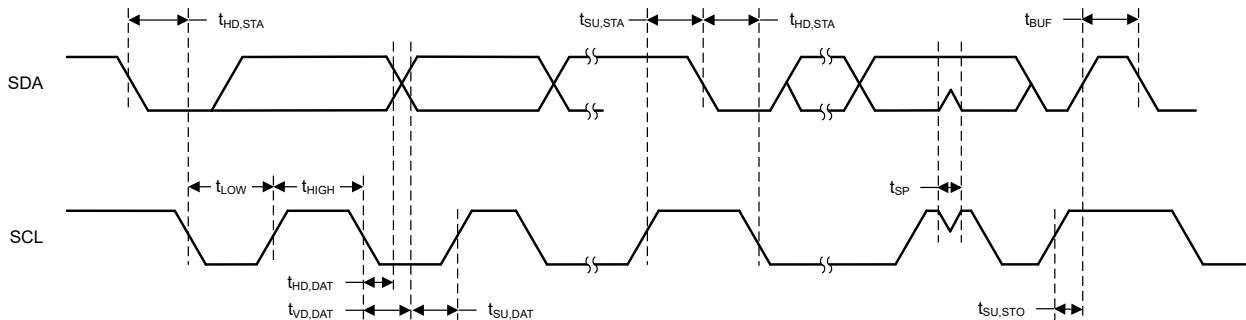 tHD,STA
tSU,STA
tHD,STA
tBUF
SDA
tLOW
tHIGH
tSP
SCL
tHD,DAT
tVD,DAT
tSU,DAT
tSU,STO